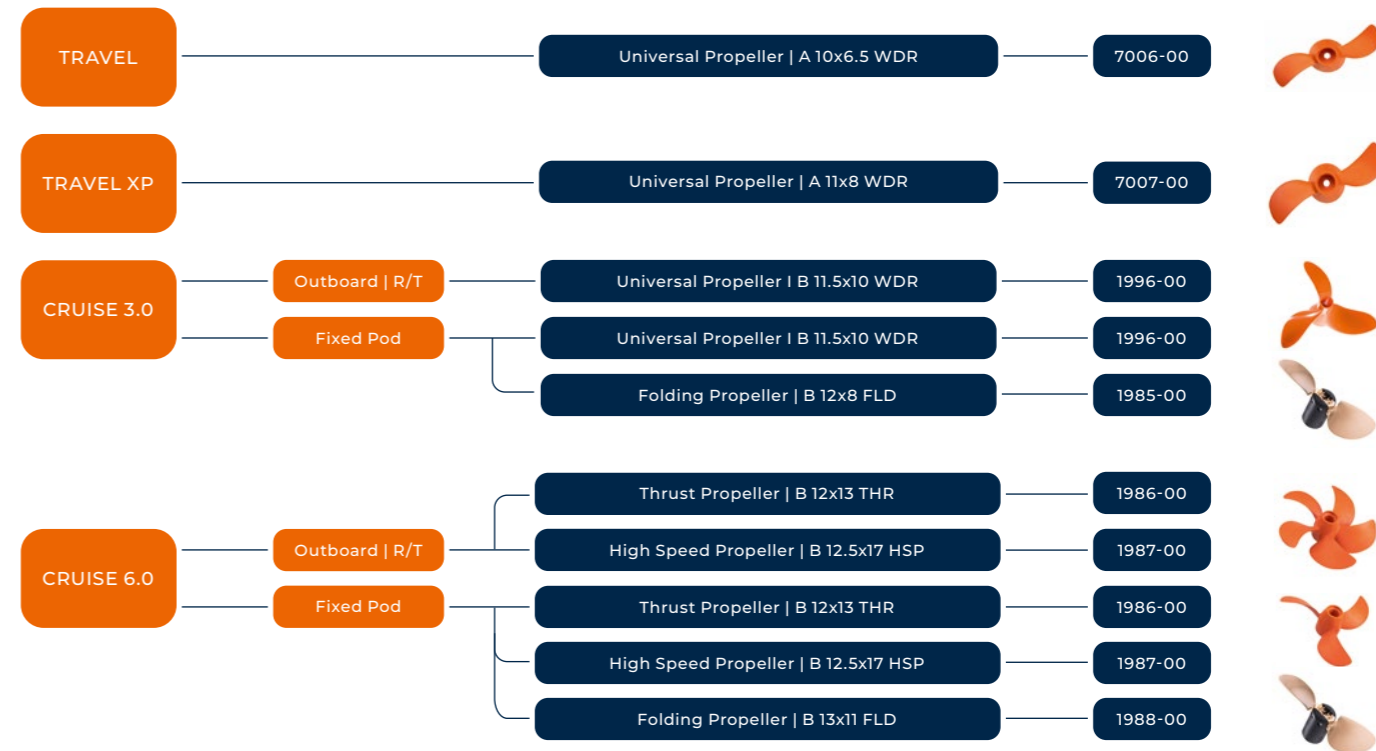 TRAVEL
Universal Propeller | A 10x6.5 WDR
7006-00
TRAVEL XP
Universal Propeller | A 11x8 WDR
7007-00
CRUISE 3.0
Outboard | R/T
Universal Propeller I B 11.5x10 WDR
1996-00
Fixed Pod
Universal Propeller I B 11.5x10 WDR
1996-00
Folding Propeller | B 12x8 FLD
1985-00
CRUISE 6.0
Outboard | R/T
Thrust Propeller | B 12x13 THR
1986-00
High Speed Propeller | B 12.5x17 HSP
1987-00
Fixed Pod
Thrust Propeller | B 12x13 THR
1986-00
High Speed Propeller | B 12.5x17 HSP
1987-00
Folding Propeller | B 13x11 FLD
1988-00